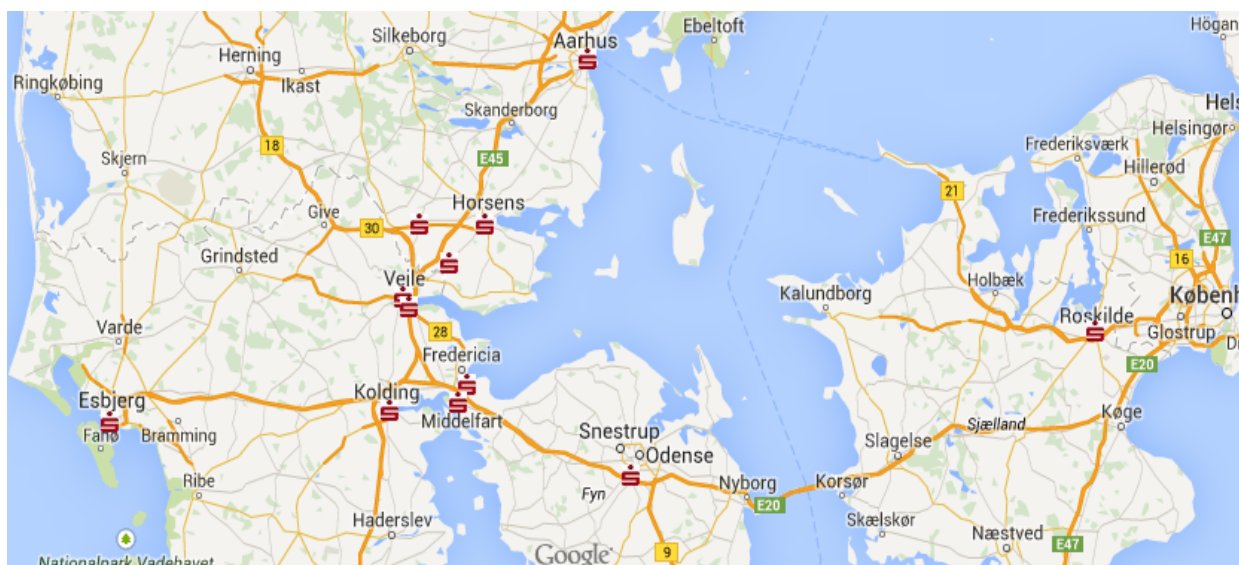 Aarhus
Ebeltoft
Högan
Silkeborg
Herning
Ikast
Ringkøbing
Skanderborg
Hels
Helsingør
Frederiksværk
Hillerød
18
E45
Skjern
21
Horsens
Give
30
Frederikssund
E47
Grindsted
16
Vejle
Holbæk
Kalundborg
Københ
Roskilde
Glostrup
Varde
28
Fredericia
E20
Esbjerg
Kolding
Middelfart
Køge
Fanø
Bramming
Sjælland
Snestrup
Odense
Slagelse
Ribe
Fyn
Nyborg
E20
Korsør
Haderslev
Skælskør
Næstved
Google
9
E47
Nationalpark Vadehavet